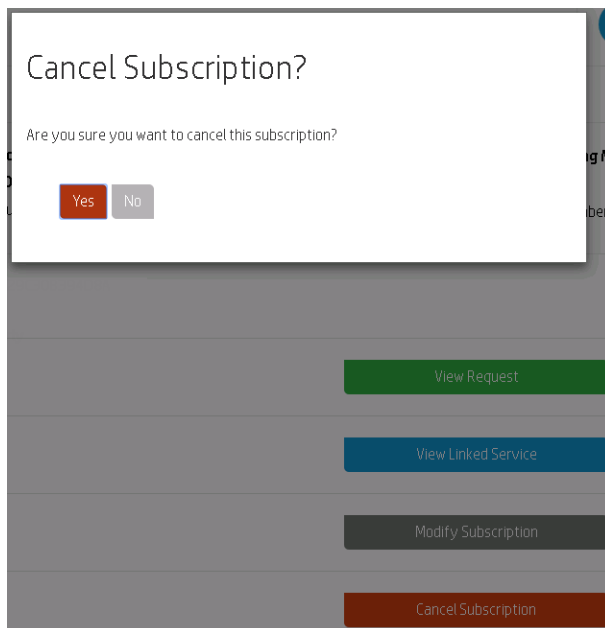 Cancel Subscription?
Are you sure you want to cancel this subscription?
Yes No
View Request
View Linked Service
Modify Subscription
Cancel Subscription